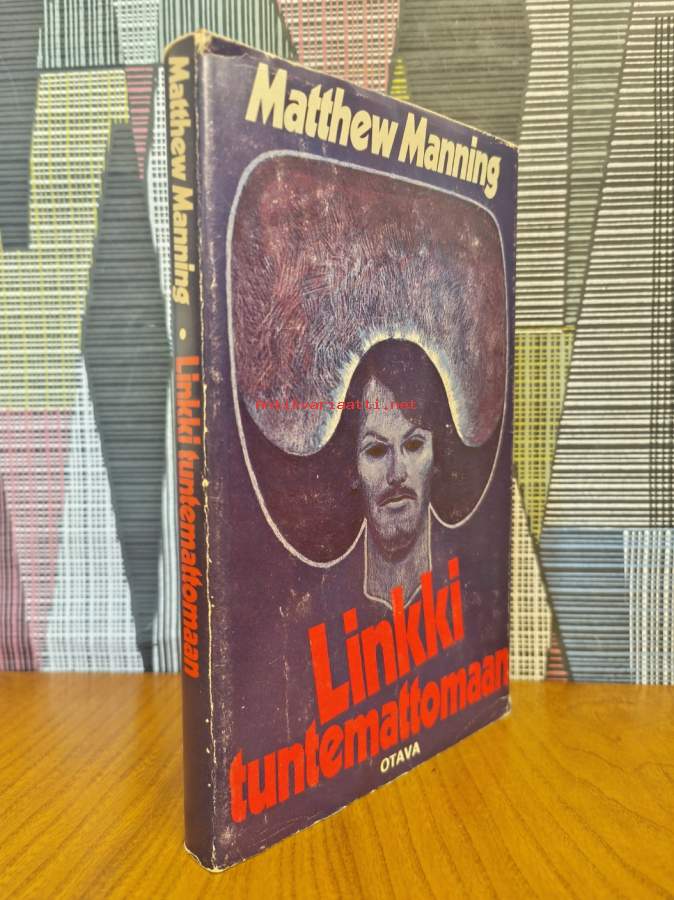 Matthew Manning
Linkki
tuntemattomaan
OTAVA
Matthew Manning • Linkki tuntemattomaan
antikvariaatti.net